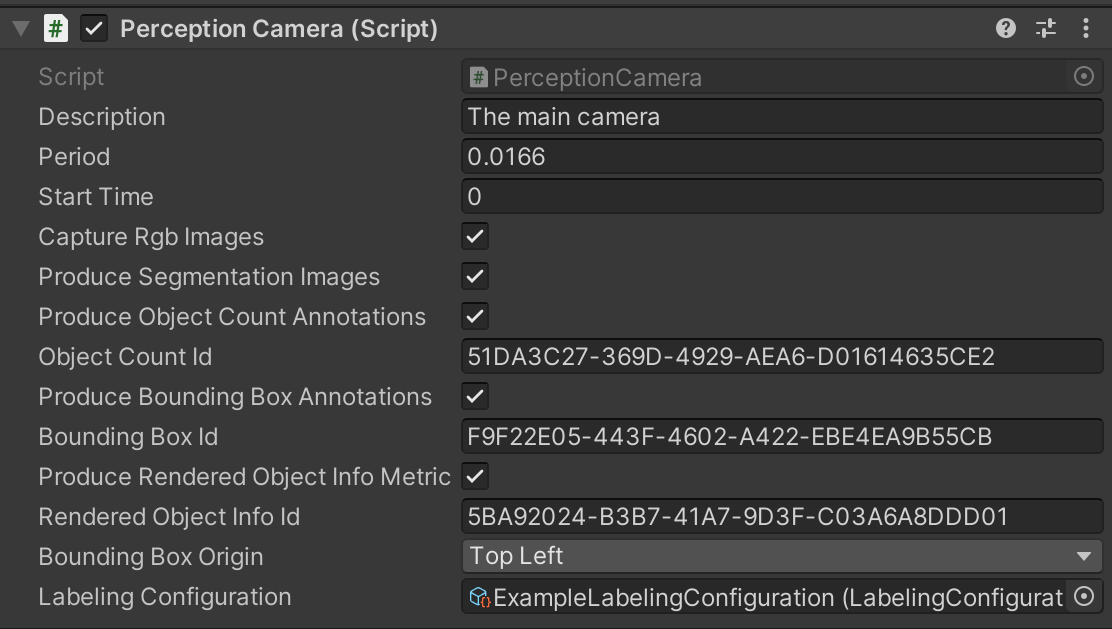 # Perception Camera (Script)
Script # PerceptionCamera
Description The main camera
Period 0.0166
Start Time 0
Capture Rgb Images
Produce Segmentation Images
Produce Object Count Annotations
Object Count Id 51DA3C27-369D-4929-AEA6-D01614635CE2
Produce Bounding Box Annotations
Bounding Box Id F9F22E05-443F-4602-A422-EBE4EA9B55CB
Produce Rendered Object Info Metric
Rendered Object Info Id 5BA92024-B3B7-41A7-9D3F-C03A6A8DDD01
Bounding Box Origin Top Left
Labeling Configuration ExampleLabelingConfiguration (LabelingConfigurat